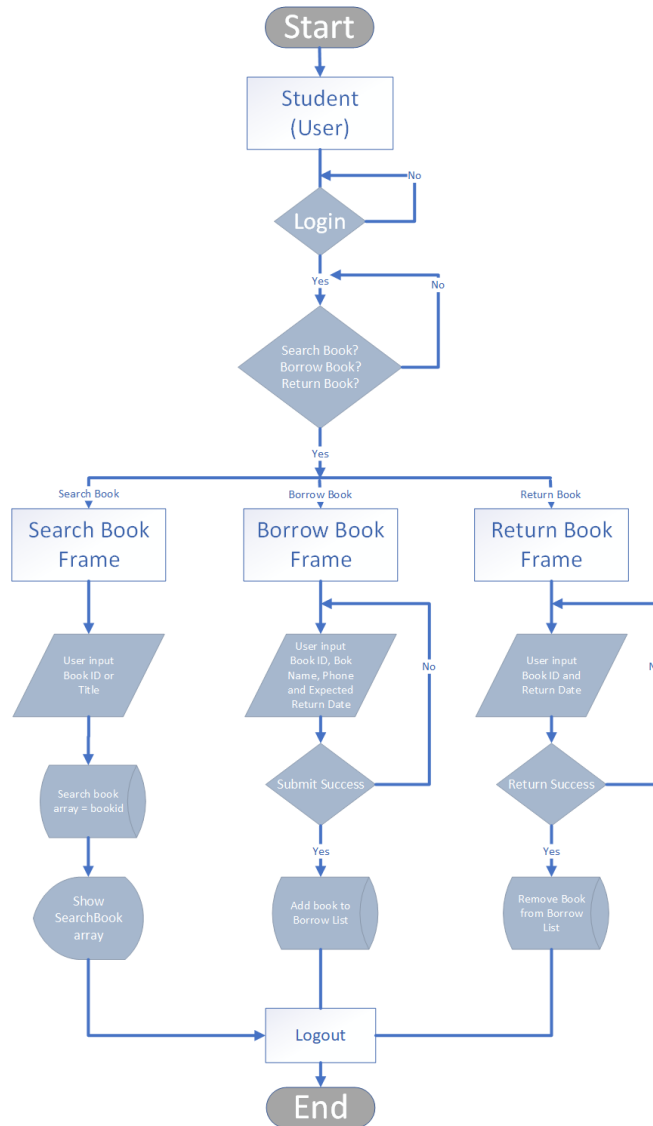 Start
Student
(User)
No
Login
Yes
No
Search Book?
Borrow Book?
Return Book?
Yes
Search Book
Borrow Book
Return Book
Search Book
Frame
Borrow Book
Frame
Return Book
Frame
User input
Book ID or
Title
User input
Book ID, Bok
Name, Phone
and Expected
Return Date
No
User input
Book ID and
Return Date
N
Search book
array = bookid
Submit Success
Return Success
Yes
Yes
Show
SearchBook
array
Add book to
Borrow List
Remove Book
from Borrow
List
Logout
End